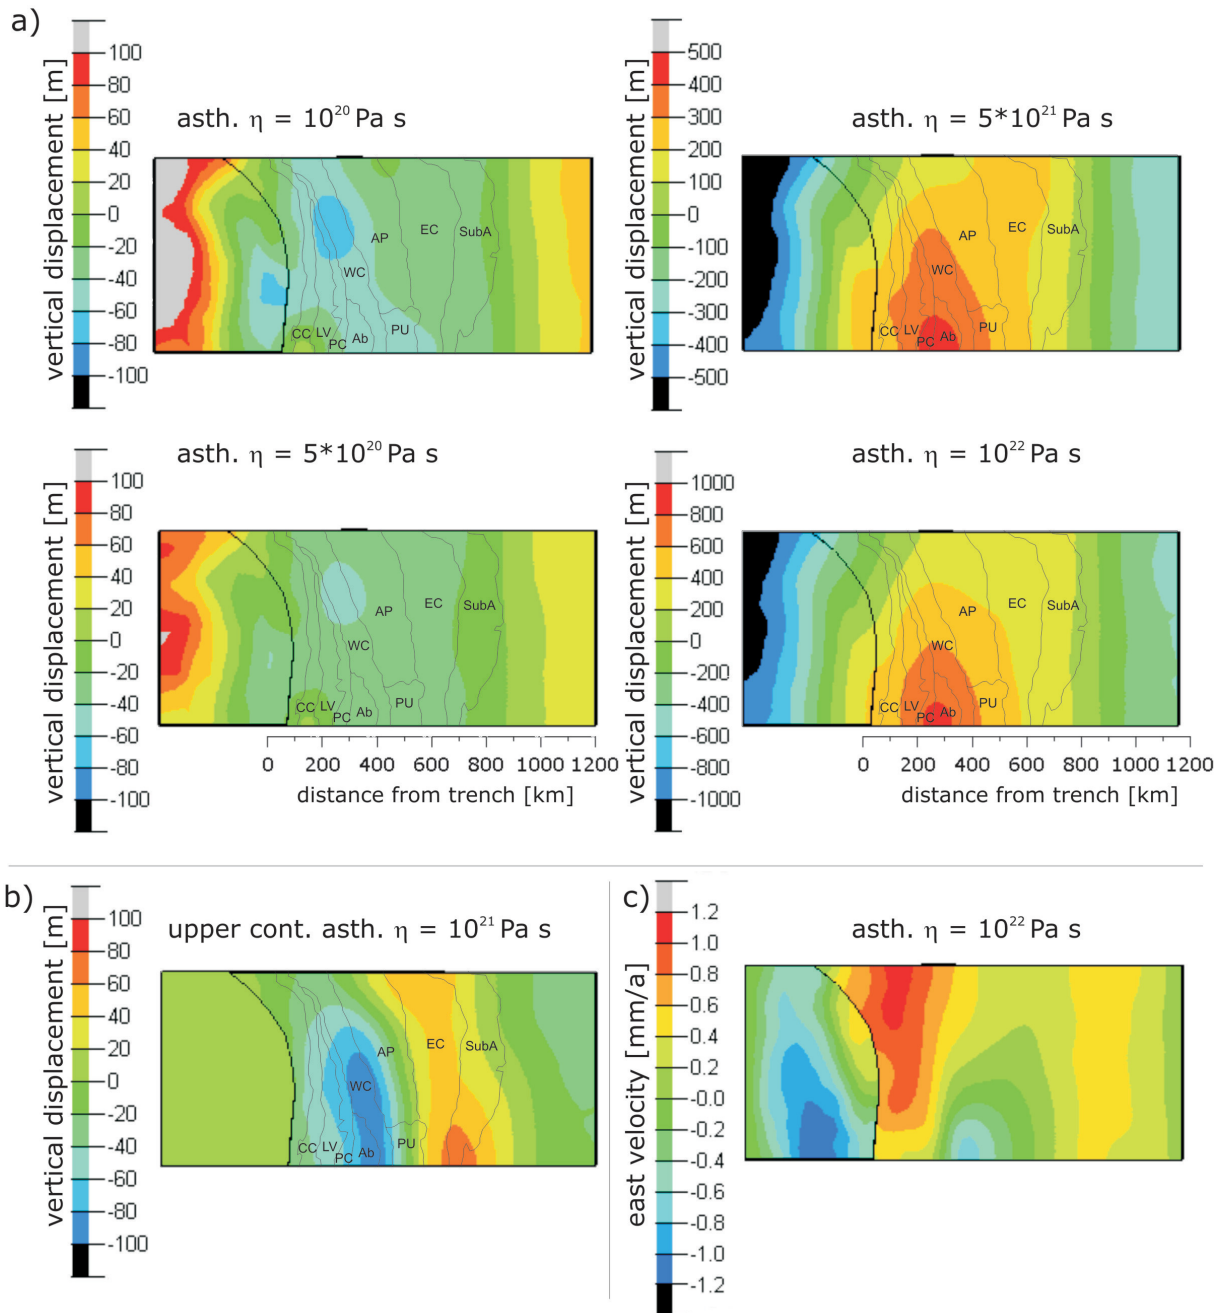 a)
vertical displacement [m]
100
80
60
40
20
0
-20
-40
-60
-80
-100
asth. η = 10²⁰ Pa s
AP
EC
SubA
WC
CC
LV
PC
Ab
PU
vertical displacement [m]
500
400
300
200
100
0
-100
-200
-300
-400
-500
asth. η = 5*10²¹ Pa s
AP
EC
SubA
WC
CC
LV
PC
Ab
PU
vertical displacement [m]
100
80
60
40
20
0
-20
-40
-60
-80
-100
asth. η = 5*10²⁰ Pa s
AP
EC
SubA
WC
CC
LV
PC
Ab
PU
0 200 400 600 800 1000 1200
distance from trench [km]
vertical displacement [m]
1000
800
600
400
200
0
-200
-400
-600
-800
-1000
asth. η = 10²² Pa s
AP
EC
SubA
WC
CC
LV
PC
Ab
PU
0 200 400 600 800 1000 1200
distance from trench [km]
b)
vertical displacement [m]
100
80
60
40
20
0
-20
-40
-60
-80
-100
upper cont. asth. η = 10²¹ Pa s
AP
EC
SubA
WC
CC
LV
PC
Ab
PU
c)
east velocity [mm/a]
1.2
1.0
0.8
0.6
0.4
0.2
-0.0
-0.2
-0.4
-0.6
-0.8
-1.0
-1.2
asth. η = 10²² Pa s